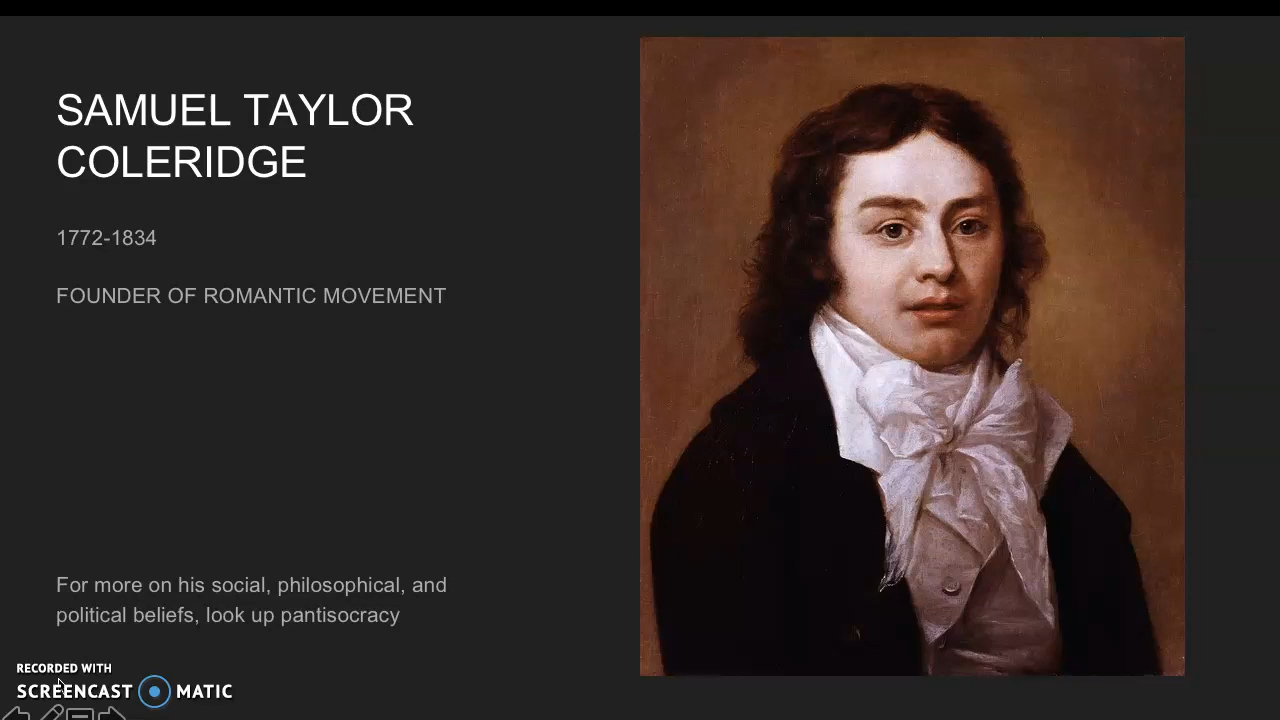 SAMUEL TAYLOR
COLERIDGE
1772-1834
FOUNDER OF ROMANTIC MOVEMENT
For more on his social, philosophical, and
political beliefs, look up pantisocracy
RECORDED WITH
SCREENCAST MATIC